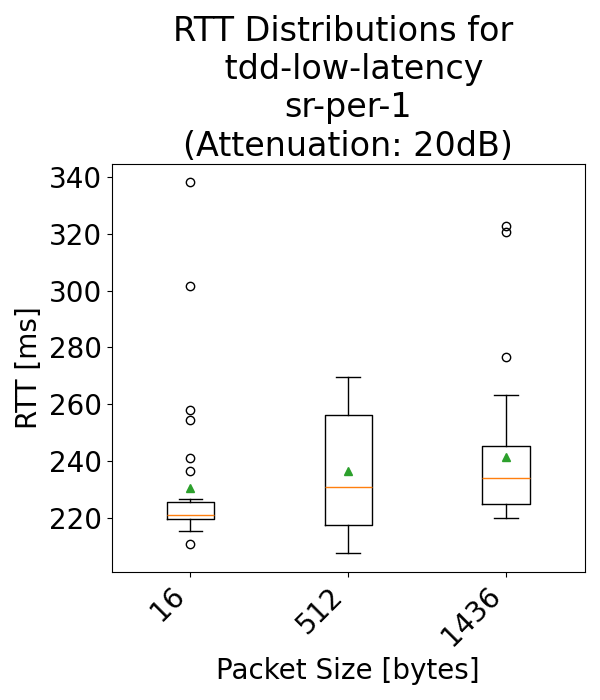 RTT Distributions for
tdd-low-latency
sr-per-1
(Attenuation: 20dB)
340
320
300
280
260
240
220
RTT [ms]
16
512
1436
Packet Size [bytes]